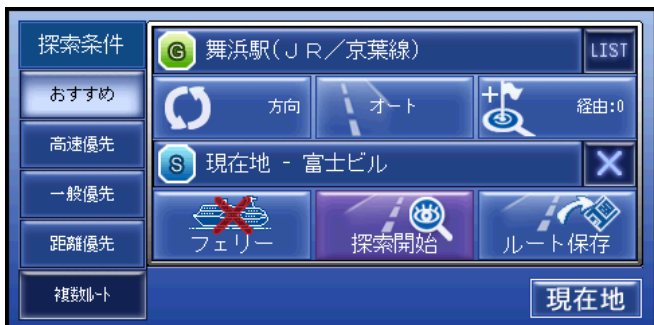 探索条件
G 舞浜駅(JR/京葉線) LIST
おすすめ
方向 オート 経由:0
高速優先
S 現在地 - 富士ビル X
一般優先
フェリー 探索開始 ルート保存
距離優先
複数ルート
現在地